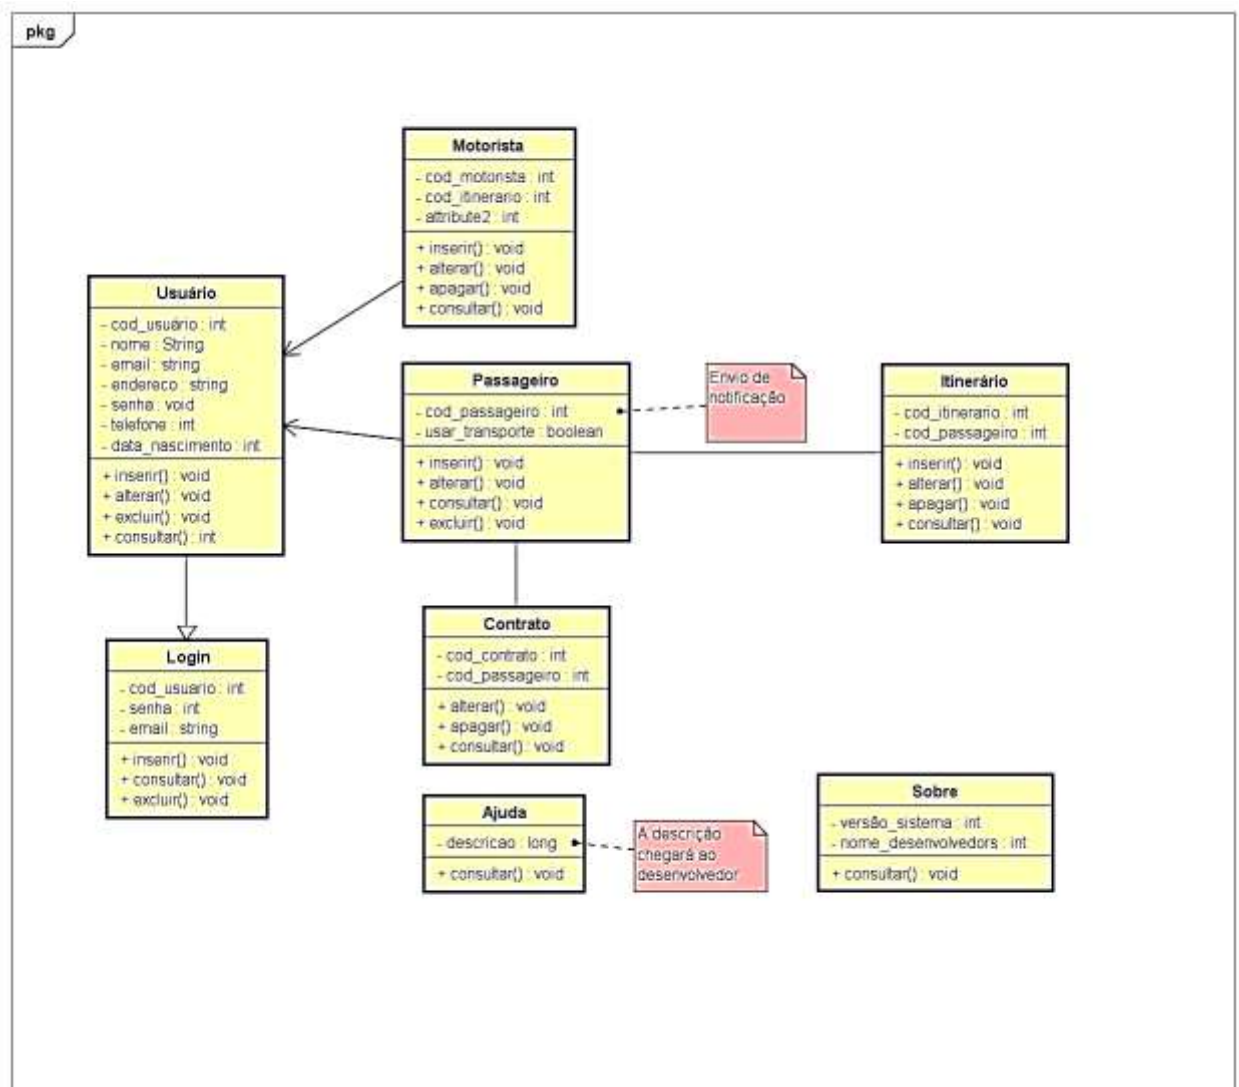 pkg
Motorista
- cod_motorista : int
- cod_itinerario : int
- attribute2 : int
+ inserir() : void
+ alterar() : void
+ apagar() : void
+ consultar() : void
Usuário
- cod_usuário : int
- nome : String
- email : string
- endereco : string
- senha : void
- telefone : int
- data_nascimento : int
+ inserir() : void
+ alterar() : void
+ excluir() : void
+ consultar() : int
Passageiro
- cod_passageiro : int
- usar_transporte : boolean
+ inserir() : void
+ alterar() : void
+ consultar() : void
+ excluir() : void
Envio de
notificação
Itinerário
- cod_itinerario : int
- cod_passageiro : int
+ inserir() : void
+ alterar() : void
+ apagar() : void
+ consultar() : void
Login
- cod_usuario : int
- senha : int
- email : string
+ inserir() : void
+ consultar() : void
+ excluir() : void
Contrato
- cod_contrato : int
- cod_passageiro : int
+ alterar() : void
+ apagar() : void
+ consultar() : void
Ajuda
- descricao : long
+ consultar() : void
A descrição
chegará ao
desenvolvedor
Sobre
- versão_sistema : int
- nome_desenvolvedors : int
+ consultar() : void